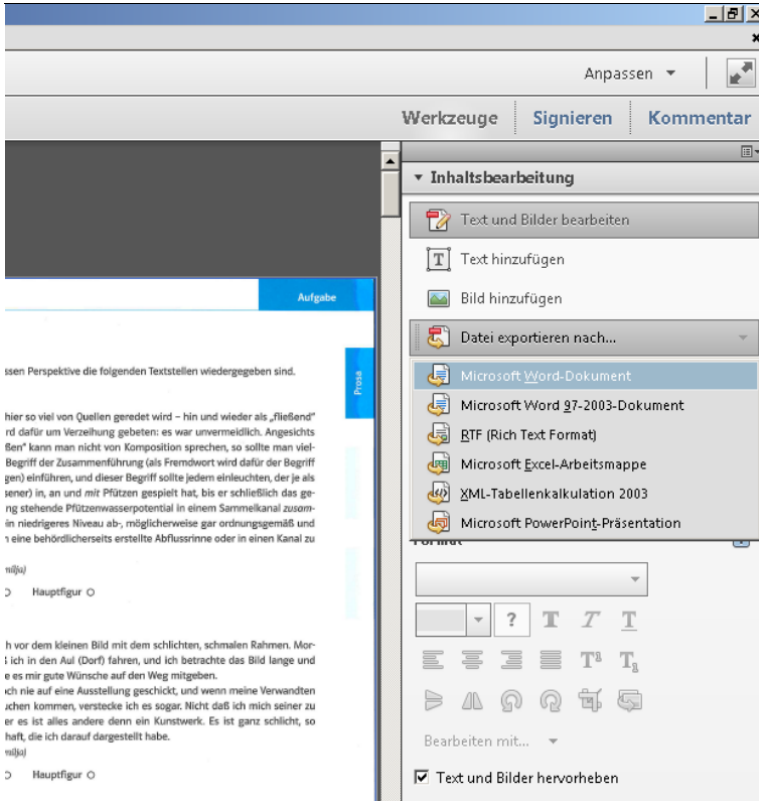 Anpassen
Werkzeuge Signieren Kommentar
Inhaltsbearbeitung
Text und Bilder bearbeiten
Text hinzufügen
Bild hinzufügen
Datei exportieren nach...
Microsoft Word-Dokument
Microsoft Word 97-2003-Dokument
RTF (Rich Text Format)
Microsoft Excel-Arbeitsmappe
XML-Tabellenkalkulation 2003
Microsoft PowerPoint-Präsentation
Format
Bearbeiten mit...
Text und Bilder hervorheben
Aufgabe
Prosa
ssen Perspektive die folgenden Textstellen wiedergegeben sind.
hier so viel von Quellen geredet wird – hin und wieder als „fließend"
rd dafür um Verzeihung gebeten: es war unvermeidlich. Angesichts
ßen" kann man nicht von Komposition sprechen, so sollte man viel-
Begriff der Zusammenführung (als Fremdwort wird dafür der Begriff
gen) einführen, und dieser Begriff sollte jedem einleuchten, der je als
sener) in, an und mit Pfützen gespielt hat, bis er schließlich das ge-
ng stehende Pfützenwasserpotential in einem Sammelkanal zusam-
ein niedrigeres Niveau ab-, möglicherweise gar ordnungsgemäß und
n eine behördlicherseits erstellte Abflussrinne oder in einen Kanal zu
milja)
Hauptfigur
h vor dem kleinen Bild mit dem schlichten, schmalen Rahmen. Mor-
ß ich in den Aul (Dorf) fahren, und ich betrachte das Bild lange und
e es mir gute Wünsche auf den Weg mitgeben.
och nie auf eine Ausstellung geschickt, und wenn meine Verwandten
uchen kommen, verstecke ich es sogar. Nicht daß ich mich seiner zu
er es ist alles andere denn ein Kunstwerk. Es ist ganz schlicht, so
haft, die ich darauf dargestellt habe.
milja)
Hauptfigur